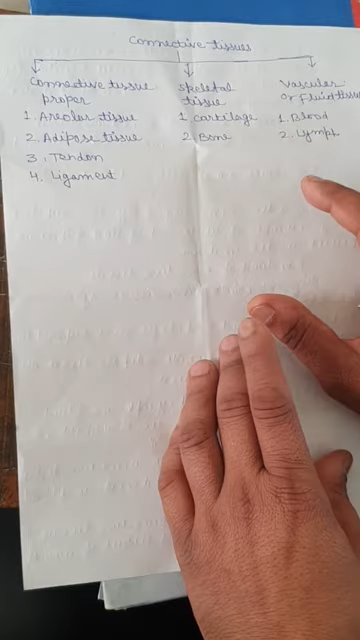 Connective tissues
Connective tissue
proper
1. Areolar tissue
2. Adipose tissue
3. Tendon
4. Ligament
Skeletal
tissue
1 cartilage
2 Bone
Vascular
or Fluid tissue
1. Blood
2. Lymph